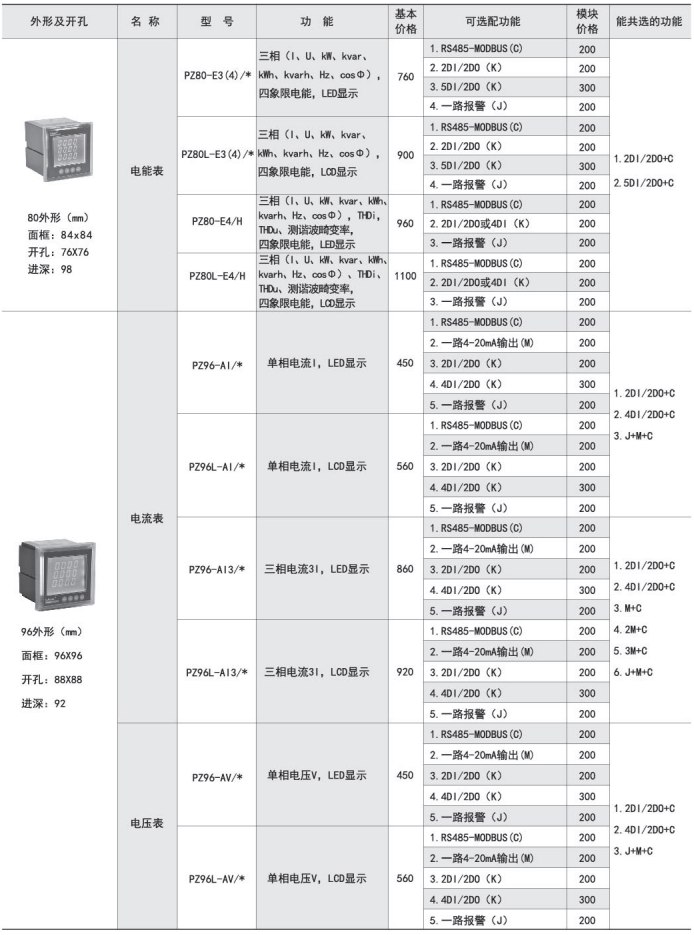 外形及开孔 名 称 型 号 功 能 基本价格 可选配功能 模块价格 能共选的功能
80外形（mm）
面框：84x84
开孔：76X76
进深：98
电能表
PZ80-E3(4)/*
三相（I、U、kW、kvar、
kWh、kvarh、Hz、cosΦ），
四象限电能，LED显示
760
1.RS485-MODBUS(C) 200
2.2DI/2DO（K） 200
3.5DI/2DO（K） 300
4.一路报警（J） 200
PZ80L-E3(4)/*
三相（I、U、kW、kvar、
kWh、kvarh、Hz、cosΦ），
四象限电能，LCD显示
900
1.RS485-MODBUS(C) 200
2.2DI/2DO（K） 200
3.5DI/2DO（K） 300
4.一路报警（J） 200
PZ80-E4/H
三相（I、U、kW、kvar、kWh、
kvarh、Hz、cosΦ），THDi、
THDu、测谐波畸变率，
四象限电能，LED显示
960
1.RS485-MODBUS(C) 200
2.2DI/2DO或4DI（K） 200
3.一路报警（J） 200
PZ80L-E4/H
三相（I、U、kW、kvar、kWh、
kvarh、Hz、cosΦ）、THDi、
THDu、测谐波畸变率，
四象限电能，LCD显示
1100
1.RS485-MODBUS(C) 200
2.2DI/2DO或4DI（K） 200
3.一路报警（J） 200
1.2DI/2DO+C
2.5DI/2DO+C
96外形（mm）
面框：96X96
开孔：88X88
进深：92
电流表
PZ96-AI/*
单相电流I，LED显示
450
1.RS485-MODBUS(C) 200
2.一路4-20mA输出(M) 200
3.2DI/2DO（K） 200
4.4DI/2DO（K） 300
5.一路报警（J） 200
PZ96L-AI/*
单相电流I，LCD显示
560
1.RS485-MODBUS(C) 200
2.一路4-20mA输出(M) 200
3.2DI/2DO（K） 200
4.4DI/2DO（K） 300
5.一路报警（J） 200
1.2DI/2DO+C
2.4DI/2DO+C
3.J+M+C
PZ96-AI3/*
三相电流3I，LED显示
860
1.RS485-MODBUS(C) 200
2.一路4-20mA输出(M) 200
3.2DI/2DO（K） 200
4.4DI/2DO（K） 300
5.一路报警（J） 200
PZ96L-AI3/*
三相电流3I，LCD显示
920
1.RS485-MODBUS(C) 200
2.一路4-20mA输出(M) 200
3.2DI/2DO（K） 200
4.4DI/2DO（K） 300
5.一路报警（J） 200
1.2DI/2DO+C
2.4DI/2DO+C
3.M+C
4.2M+C
5.3M+C
6.J+M+C
电压表
PZ96-AV/*
单相电压V，LED显示
450
1.RS485-MODBUS(C) 200
2.一路4-20mA输出(M) 200
3.2DI/2DO（K） 200
4.4DI/2DO（K） 300
5.一路报警（J） 200
PZ96L-AV/*
单相电压V，LCD显示
560
1.RS485-MODBUS(C) 200
2.一路4-20mA输出(M) 200
3.2DI/2DO（K） 200
4.4DI/2DO（K） 300
5.一路报警（J） 200
1.2DI/2DO+C
2.4DI/2DO+C
3.J+M+C